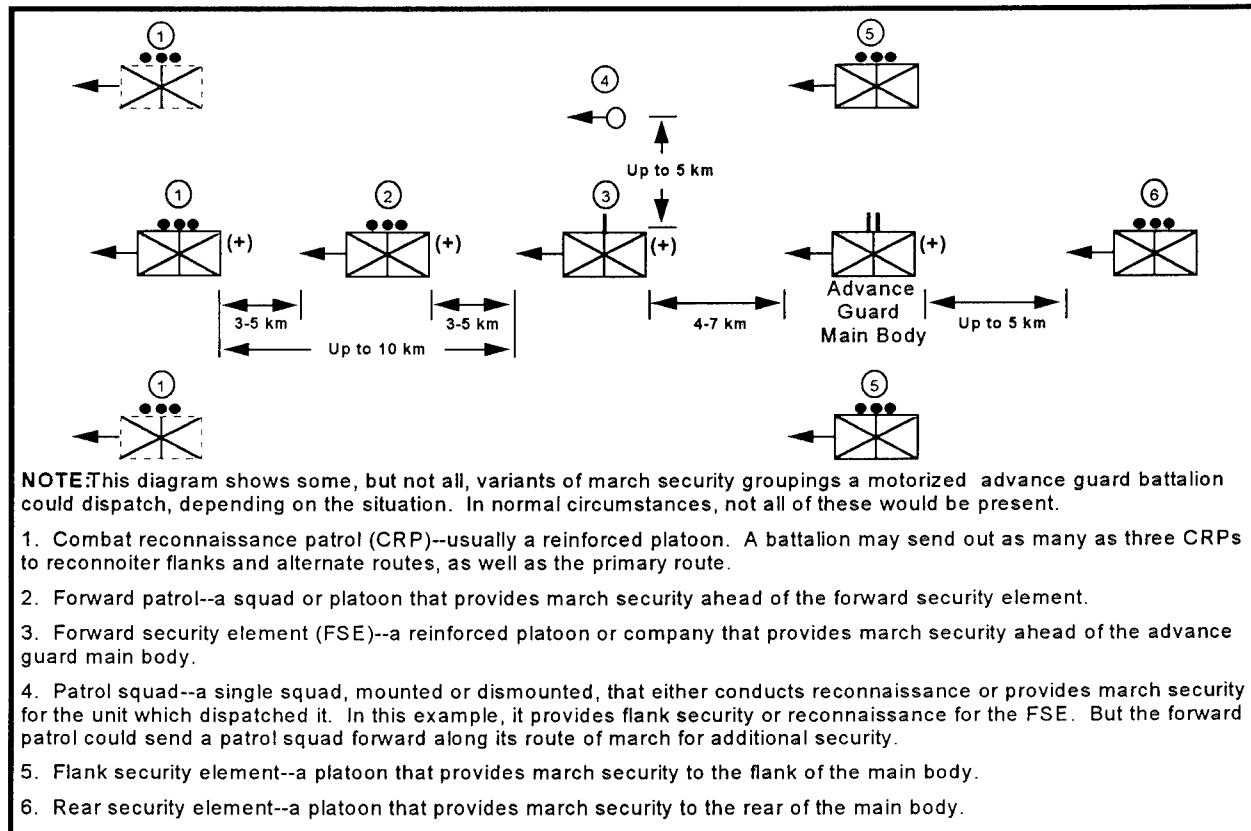 1
5
4
Up to 5 km
1
2
3
6
(+)
(+)
(+)
(+)
Advance
Guard
Main Body
3-5 km
3-5 km
4-7 km
Up to 5 km
Up to 10 km
1
5
NOTE:This diagram shows some, but not all, variants of march security groupings a motorized advance guard battalion
could dispatch, depending on the situation. In normal circumstances, not all of these would be present.
1. Combat reconnaissance patrol (CRP)--usually a reinforced platoon. A battalion may send out as many as three CRPs
to reconnoiter flanks and alternate routes, as well as the primary route.
2. Forward patrol--a squad or platoon that provides march security ahead of the forward security element.
3. Forward security element (FSE)--a reinforced platoon or company that provides march security ahead of the advance
guard main body.
4. Patrol squad--a single squad, mounted or dismounted, that either conducts reconnaissance or provides march security
for the unit which dispatched it. In this example, it provides flank security or reconnaissance for the FSE. But the forward
patrol could send a patrol squad forward along its route of march for additional security.
5. Flank security element--a platoon that provides march security to the flank of the main body.
6. Rear security element--a platoon that provides march security to the rear of the main body.